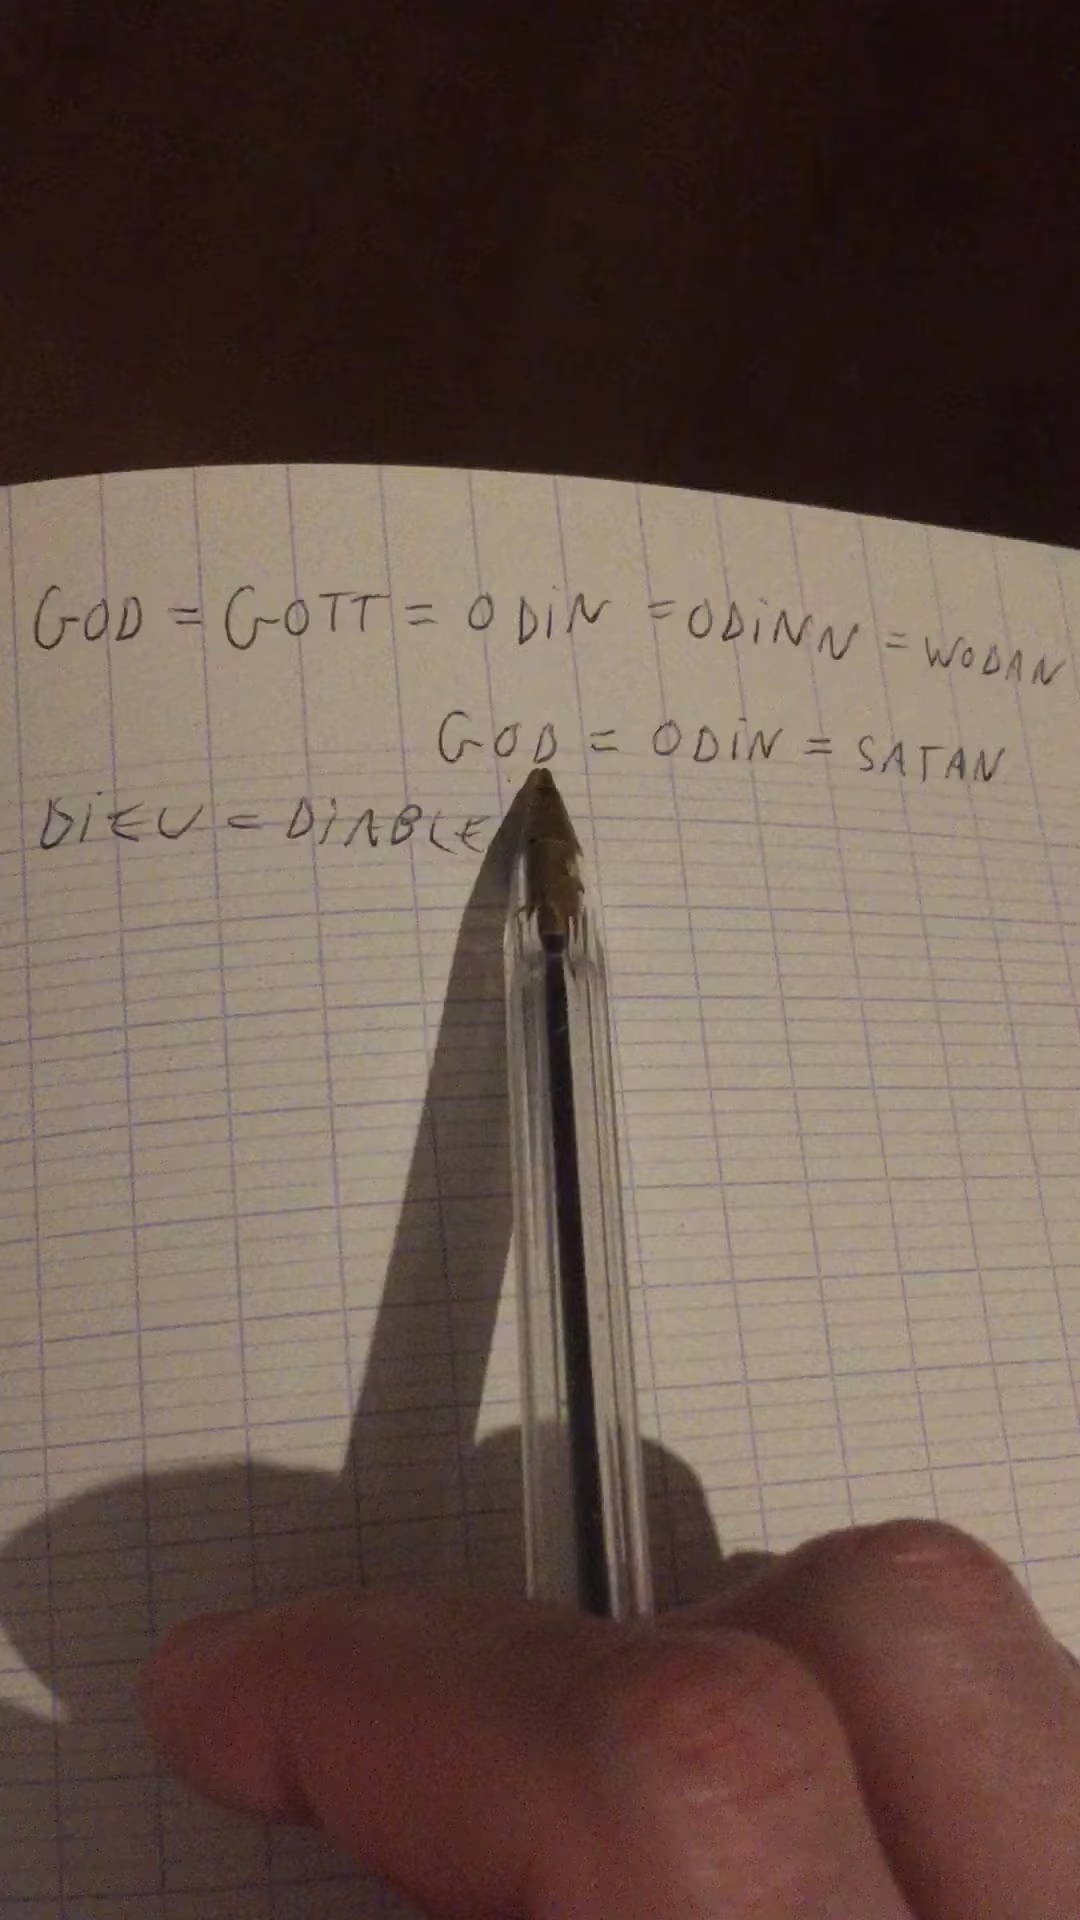 GOD = GOTT = ODiN = ODiNN = WODAN
GOD = ODiN = SATAN
DiEU = DiABLE